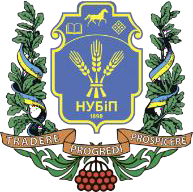 НУБІП
1898
TRADERE PROGREDI PROSPICERE